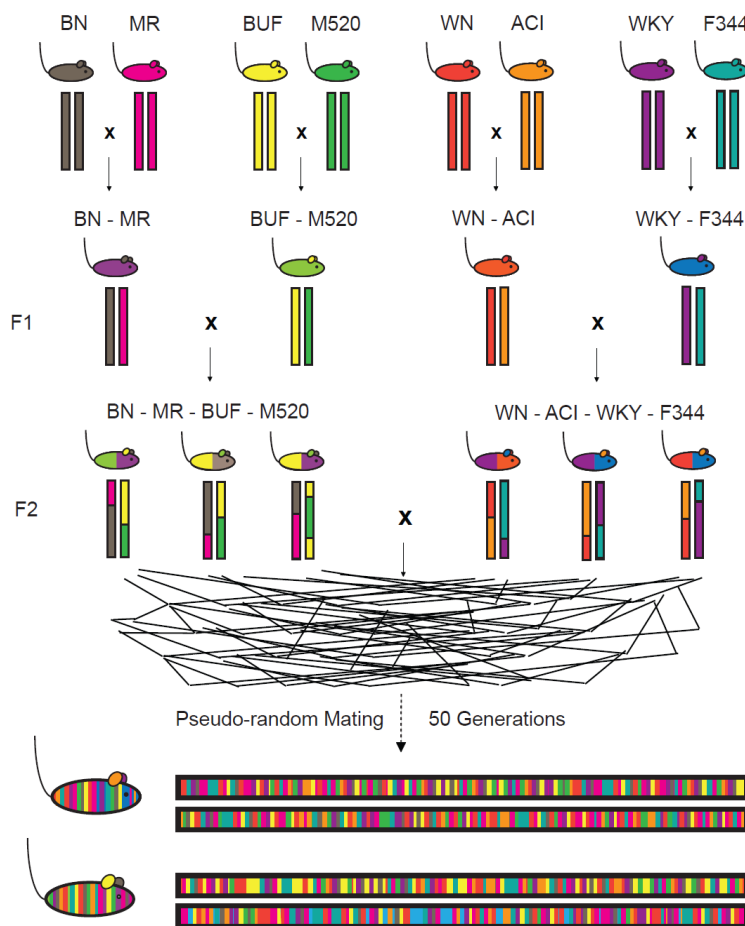 BN MR BUF M520 WN ACI WKY F344
x x x x
BN - MR BUF - M520 WN - ACI WKY - F344
F1 x x
BN - MR - BUF - M520 WN - ACI - WKY - F344
F2 x
Pseudo-random Mating 50 Generations